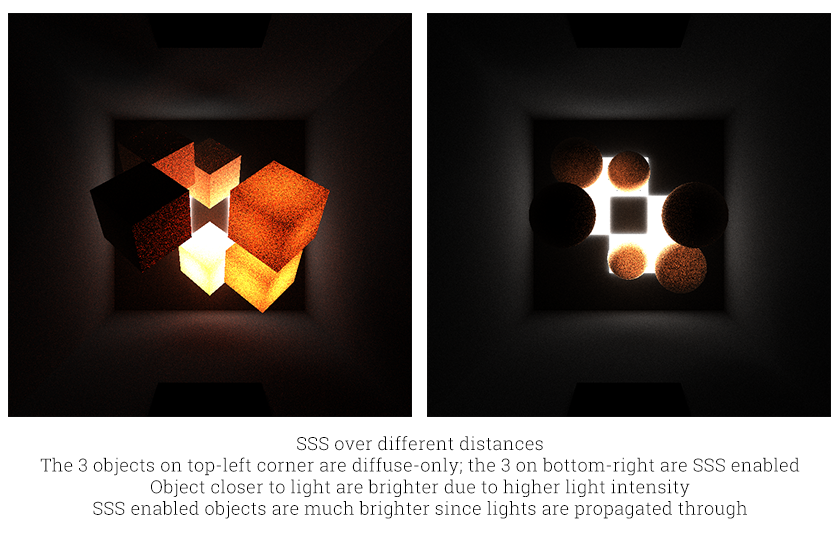 SSS over different distances
The 3 objects on top-left corner are diffuse-only; the 3 on bottom-right are SSS enabled
Object closer to light are brighter due to higher light intensity
SSS enabled objects are much brighter since lights are propagated through